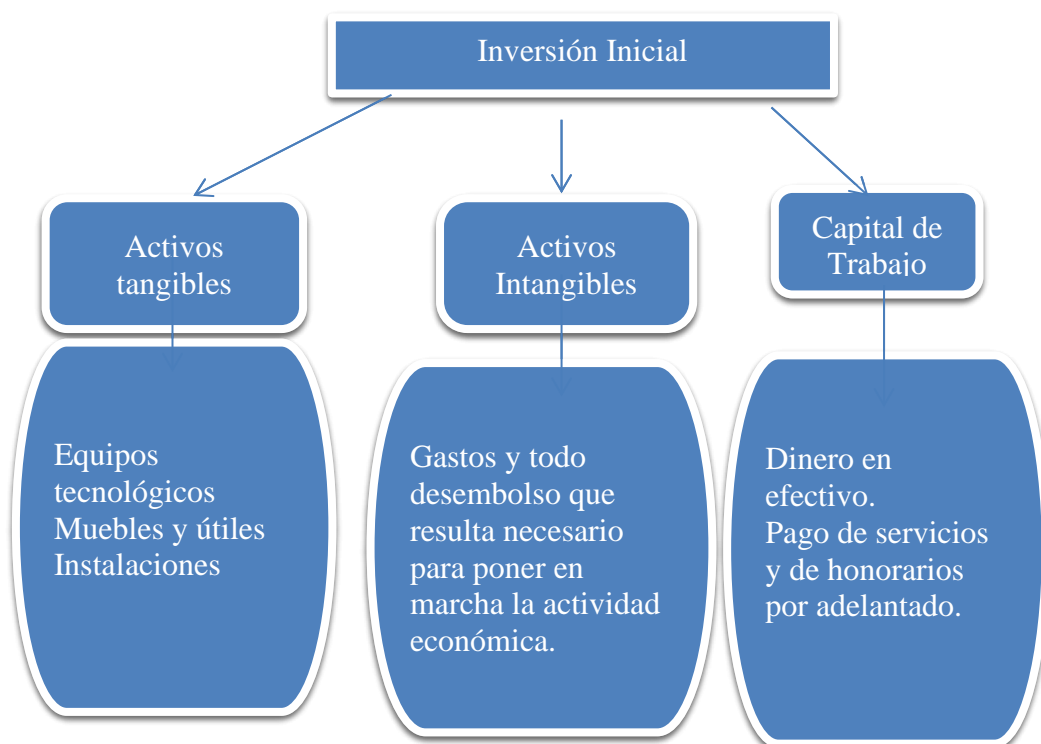 Inversión Inicial
Activos
tangibles
Activos
Intangibles
Capital de
Trabajo
Equipos
tecnológicos
Muebles y útiles
Instalaciones
Gastos y todo
desembolso que
resulta necesario
para poner en
marcha la actividad
económica.
Dinero en
efectivo.
Pago de servicios
y de honorarios
por adelantado.